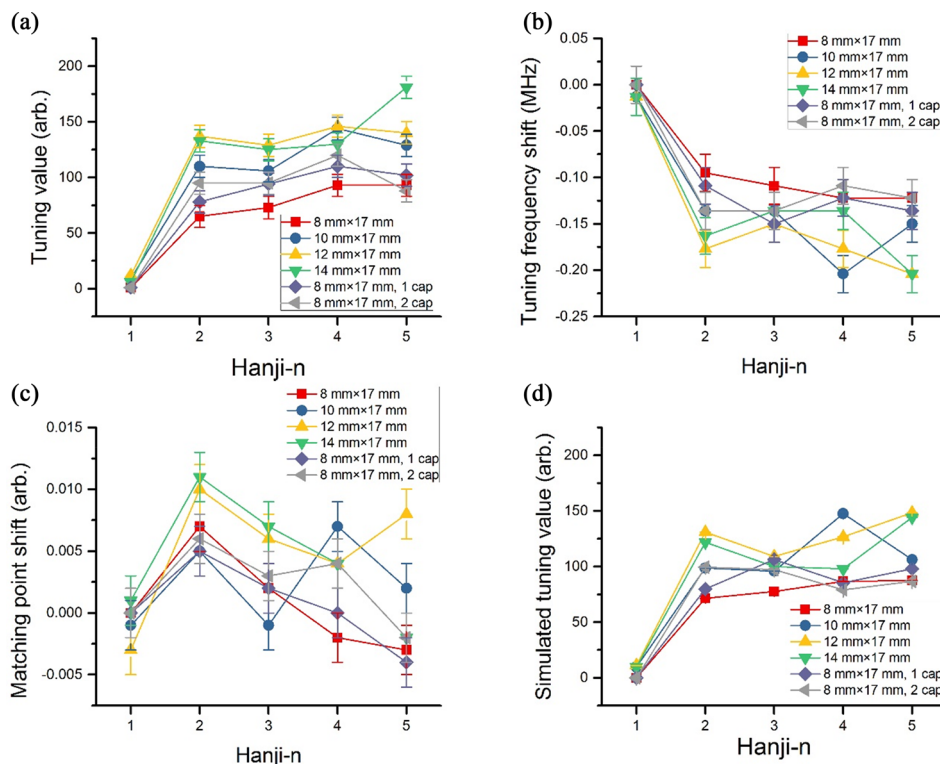 (a)
Tuning value (arb.)
200
150
100
50
0
8 mm×17 mm
10 mm×17 mm
12 mm×17 mm
14 mm×17 mm
8 mm×17 mm, 1 cap
8 mm×17 mm, 2 cap
1 2 3 4 5
Hanji-n
(b)
Tuning frequency shift (MHz)
0.05
0.00
-0.05
-0.10
-0.15
-0.20
-0.25
8 mm×17 mm
10 mm×17 mm
12 mm×17 mm
14 mm×17 mm
8 mm×17 mm, 1 cap
8 mm×17 mm, 2 cap
1 2 3 4 5
Hanji-n
(c)
Matching point shift (arb.)
0.015
0.010
0.005
0.000
-0.005
8 mm×17 mm
10 mm×17 mm
12 mm×17 mm
14 mm×17 mm
8 mm×17 mm, 1 cap
8 mm×17 mm, 2 cap
1 2 3 4 5
Hanji-n
(d)
Simulated tuning value (arb.)
200
150
100
50
0
8 mm×17 mm
10 mm×17 mm
12 mm×17 mm
14 mm×17 mm
8 mm×17 mm, 1 cap
8 mm×17 mm, 2 cap
1 2 3 4 5
Hanji-n